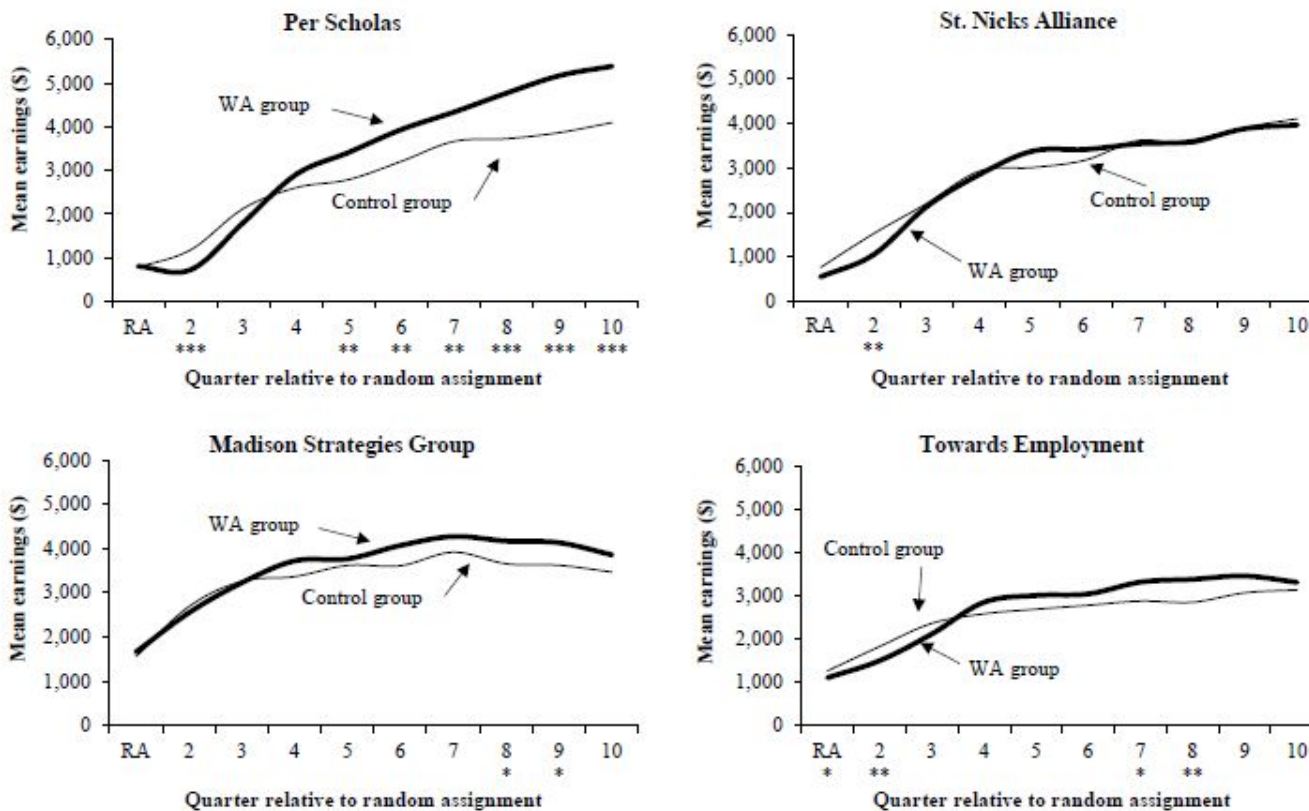 Per Scholas
6,000
5,000
4,000
3,000
2,000
1,000
0
Mean earnings ($)
WA group
Control group
RA 2 3 4 5 6 7 8 9 10
*** ** ** ** *** *** ***
Quarter relative to random assignment
St. Nicks Alliance
6,000
5,000
4,000
3,000
2,000
1,000
0
Mean earnings ($)
Control group
WA group
RA 2 3 4 5 6 7 8 9 10
**
Quarter relative to random assignment
Madison Strategies Group
6,000
5,000
4,000
3,000
2,000
1,000
0
Mean earnings ($)
WA group
Control group
RA 2 3 4 5 6 7 8 9 10
* *
Quarter relative to random assignment
Towards Employment
6,000
5,000
4,000
3,000
2,000
1,000
0
Mean earnings ($)
Control group
WA group
RA 2 3 4 5 6 7 8 9 10
* ** * **
Quarter relative to random assignment